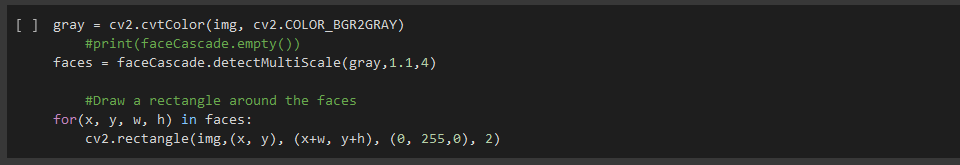 [ ] gray = cv2.cvtColor(img, cv2.COLOR_BGR2GRAY)
#print(faceCascade.empty())
faces = faceCascade.detectMultiScale(gray,1.1,4)
#Draw a rectangle around the faces
for(x, y, w, h) in faces:
cv2.rectangle(img,(x, y), (x+w, y+h), (0, 255,0), 2)